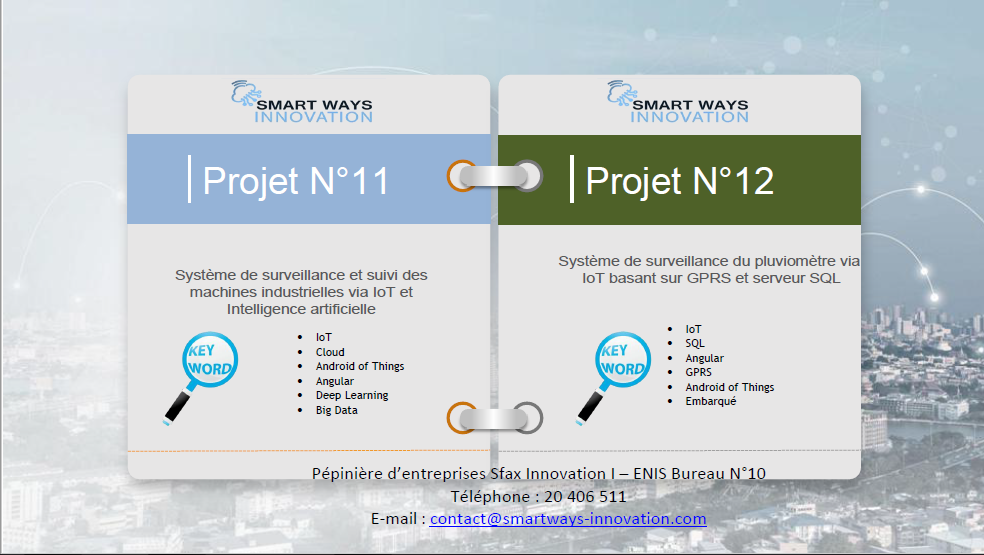 SMART WAYS
INNOVATION
Projet N°11
Système de surveillance et suivi des
machines industrielles via IoT et
Intelligence artificielle
KEY
WORD
• IoT
• Cloud
• Android of Things
• Angular
• Deep Learning
• Big Data
SMART WAYS
INNOVATION
Projet N°12
Système de surveillance du pluviomètre via
IoT basant sur GPRS et serveur SQL
KEY
WORD
• IoT
• SQL
• Angular
• GPRS
• Android of Things
• Embarqué
Pépinière d'entreprises Sfax Innovation I – ENIS Bureau N°10
Téléphone : 20 406 511
E-mail : contact@smartways-innovation.com